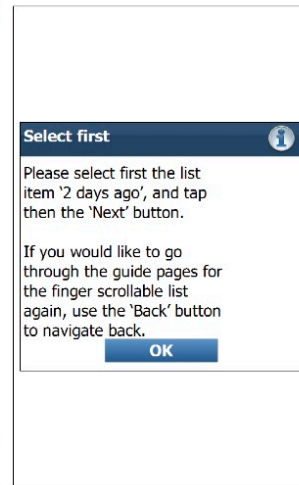 Select first
Please select first the list
item ‘2 days ago’, and tap
then the ‘Next’ button.
If you would like to go
through the guide pages for
the finger scrollable list
again, use the ‘Back’ button
to navigate back.
OK